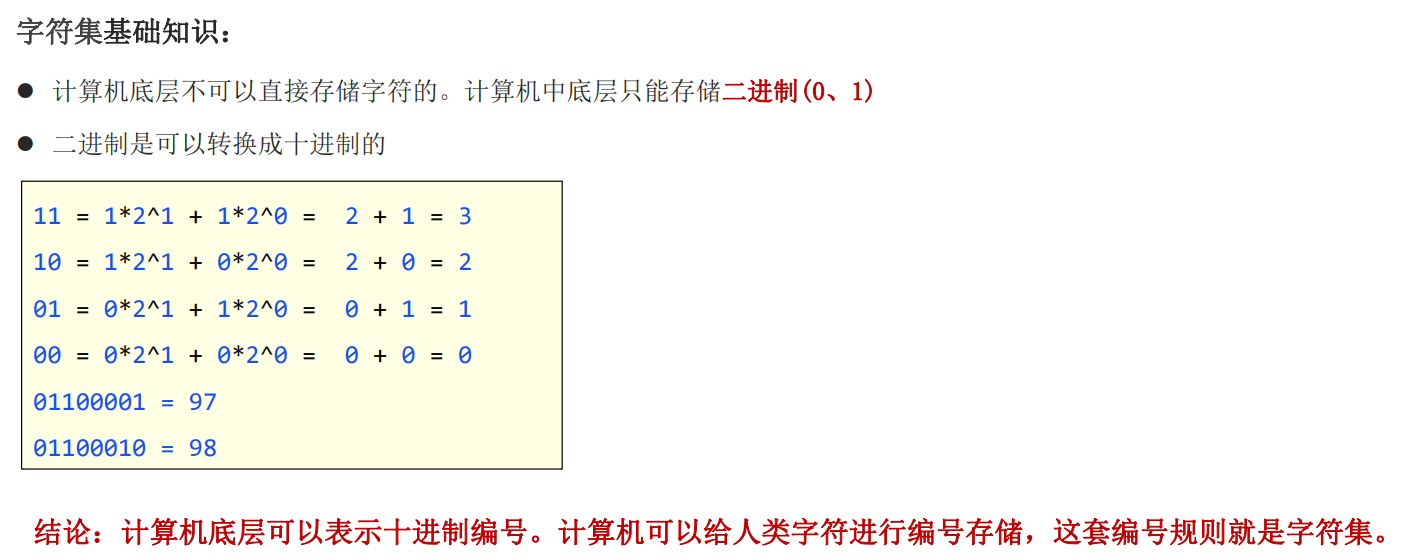 字符集基础知识：
● 计算机底层不可以直接存储字符的。计算机中底层只能存储二进制(0、1)
● 二进制是可以转换成十进制的
11 = 1*2^1 + 1*2^0 =  2 + 1 = 3
10 = 1*2^1 + 0*2^0 =  2 + 0 = 2
01 = 0*2^1 + 1*2^0 =  0 + 1 = 1
00 = 0*2^1 + 0*2^0 =  0 + 0 = 0
01100001 = 97
01100010 = 98
结论：计算机底层可以表示十进制编号。计算机可以给人类字符进行编号存储，这套编号规则就是字符集。